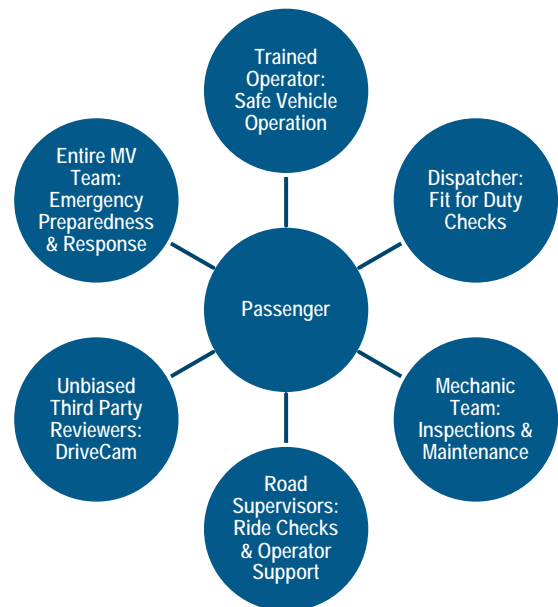 Trained
Operator:
Safe Vehicle
Operation
Entire MV
Team:
Emergency
Preparedness
& Response
Dispatcher:
Fit for Duty
Checks
Passenger
Unbiased
Third Party
Reviewers:
DriveCam
Mechanic
Team:
Inspections &
Maintenance
Road
Supervisors:
Ride Checks
& Operator
Support